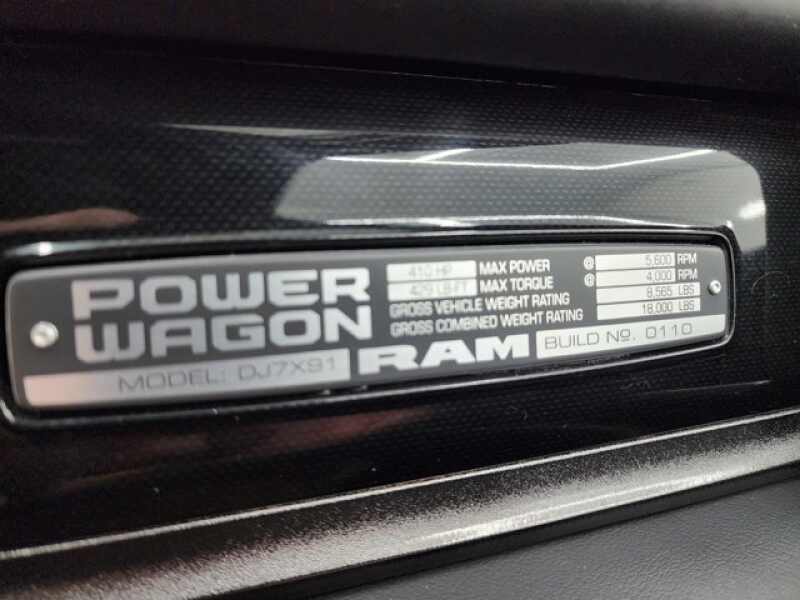 POWER
WAGON
MODEL: DJ7X91
410 HP MAX POWER @ 5,600 RPM
429 LB-FT MAX TORQUE @ 4,000 RPM
GROSS VEHICLE WEIGHT RATING 8,565 LBS
GROSS COMBINED WEIGHT RATING 18,000 LBS
RAM
BUILD No. 0110